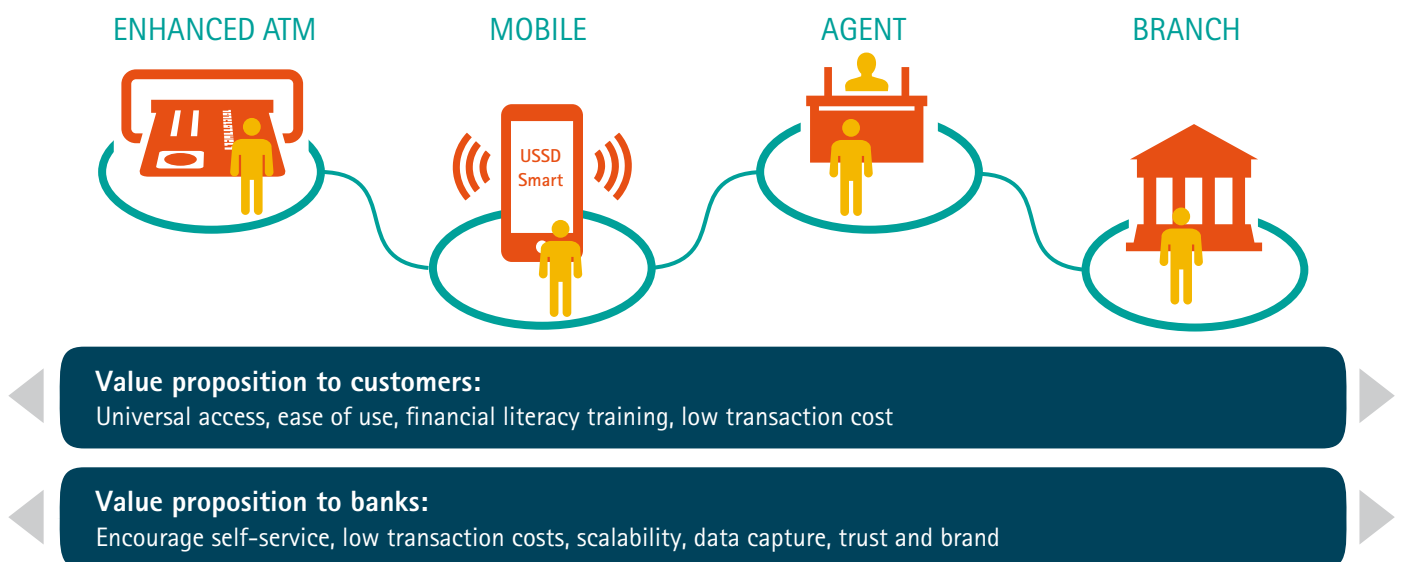 ENHANCED ATM
MOBILE
AGENT
BRANCH
USSD
Smart
Value proposition to customers:
Universal access, ease of use, financial literacy training, low transaction cost
Value proposition to banks:
Encourage self-service, low transaction costs, scalability, data capture, trust and brand